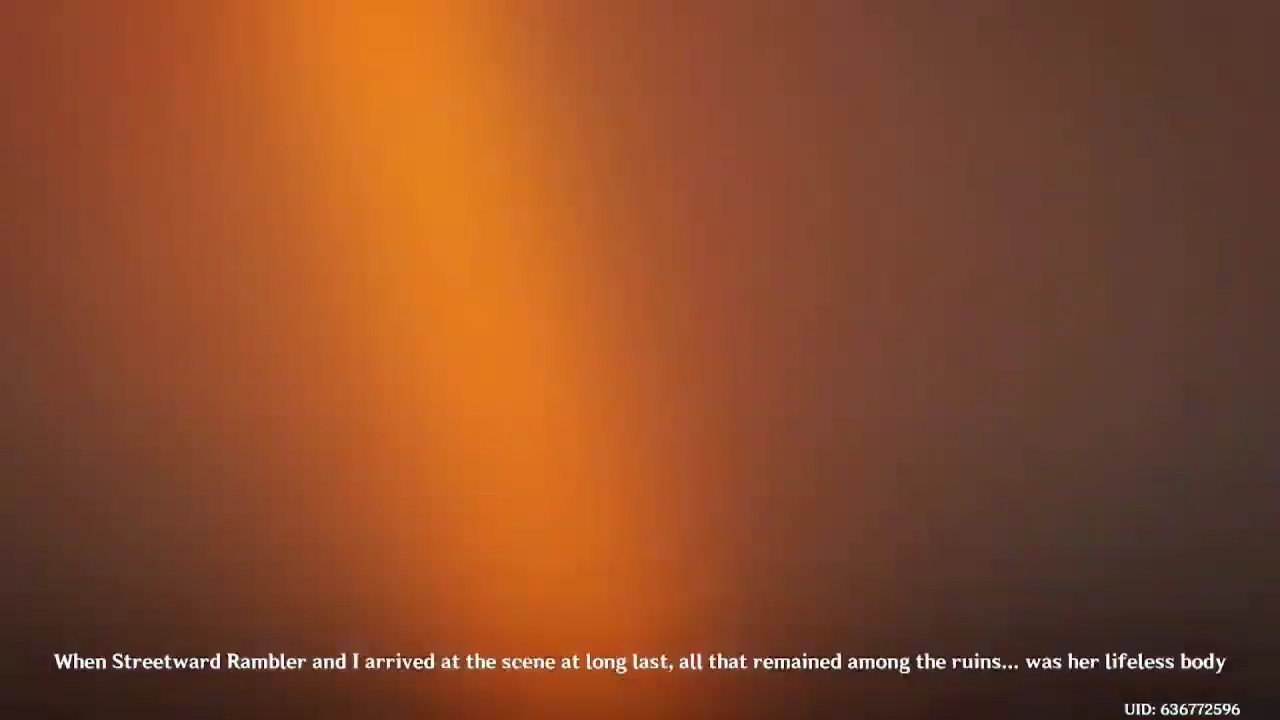 When Streetward Rambler and I arrived at the scene at long last, all that remained among the ruins... was her lifeless body
UID: 636772596